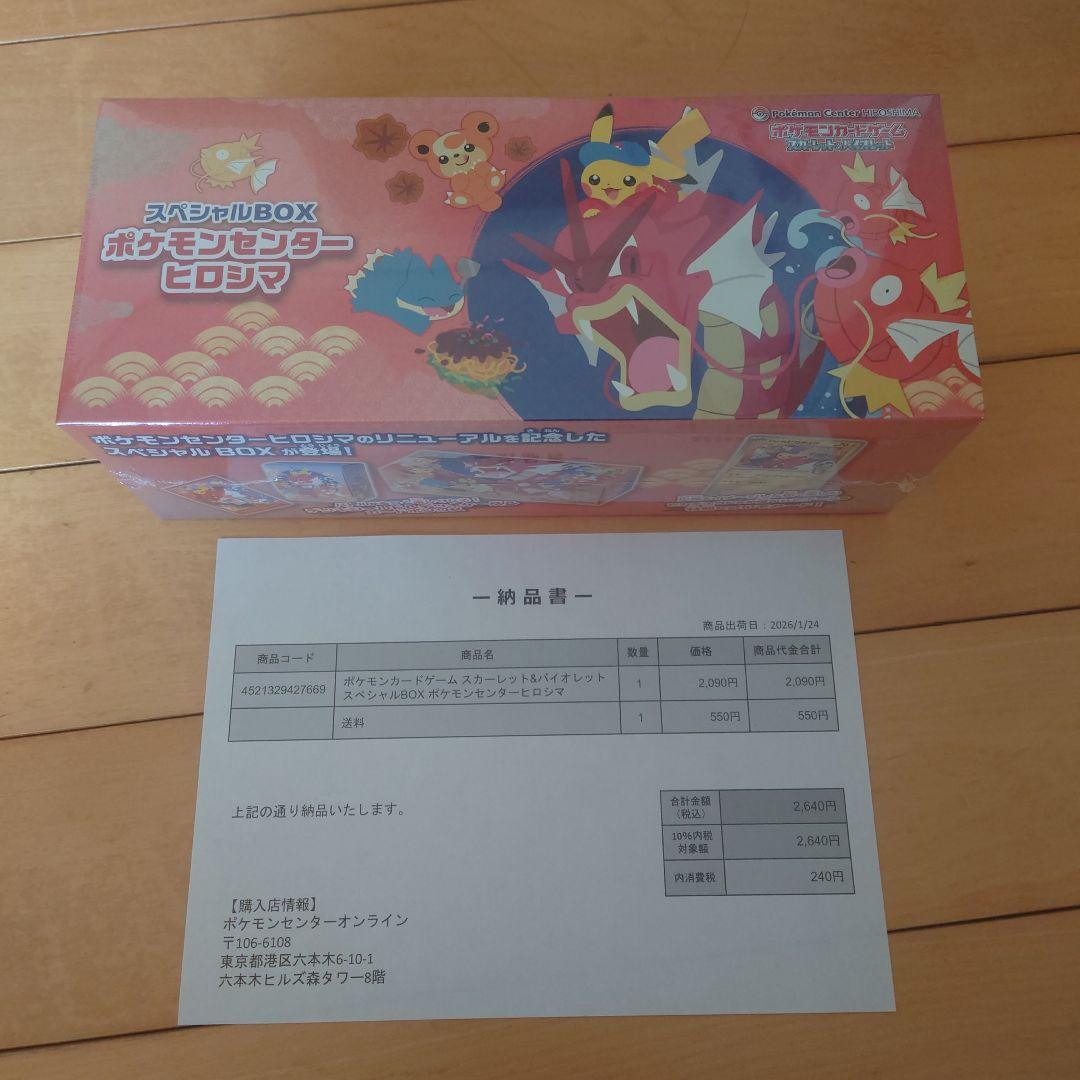 Pokémon Center HIROSHIMA
ポケモンカードゲーム
スカーレット&バイオレット
スペシャルBOX
ポケモンセンター
ヒロシマ
ポケモンセンターヒロシマのリニューアルを記念した
スペシャル BOX が登場!
ー 納 品 書 ー
商品出荷日:2026/1/24
商品コード 商品名 数量 価格 商品代金合計
4521329427669 ポケモンカードゲーム スカーレット&バイオレット 1 2,090円 2,090円
スペシャルBOX ポケモンセンターヒロシマ
送料 1 550円 550円
上記の通り納品いたします。
合計金額 2,640円
(税込)
10%内税 2,640円
対象額
内消費税 240円
【購入店情報】
ポケモンセンターオンライン
〒106-6108
東京都港区六本木6-10-1
六本木ヒルズ森タワー8階